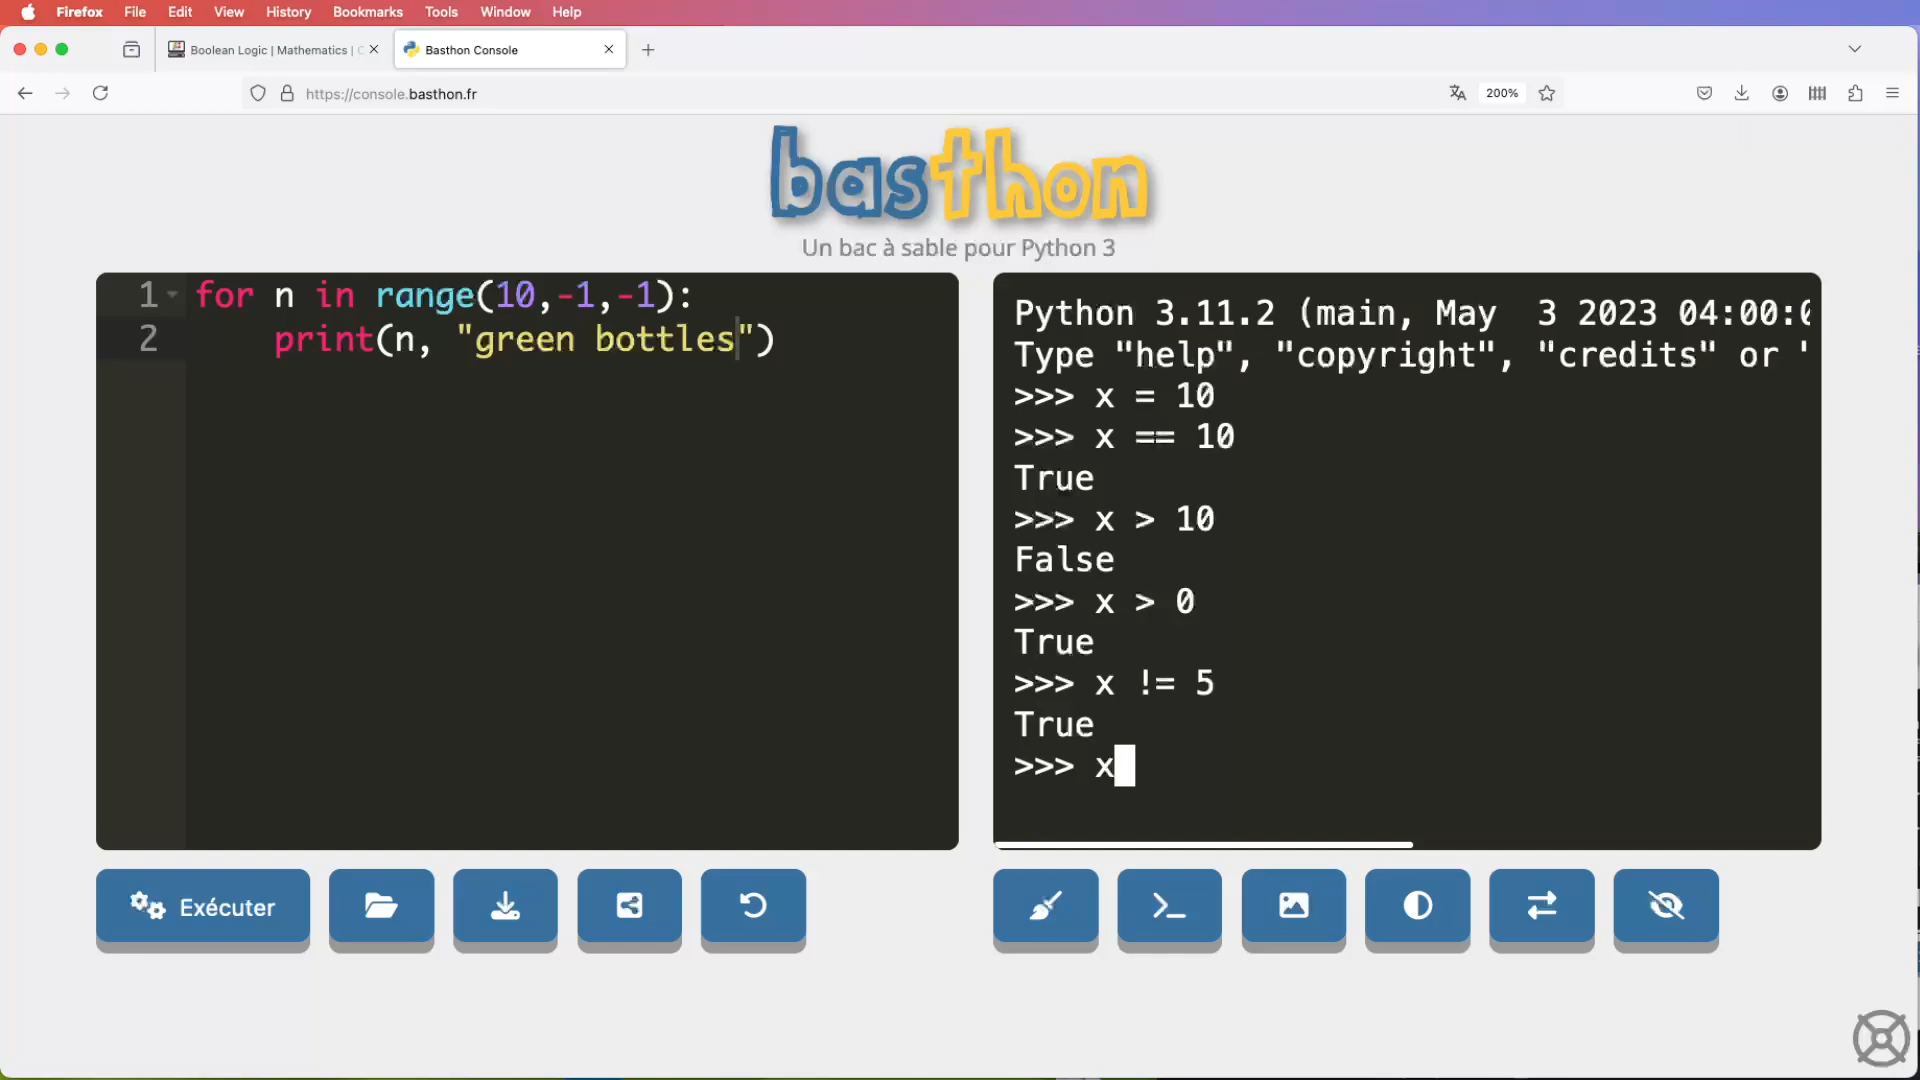 Firefox File Edit View History Bookmarks Tools Window Help
Boolean Logic | Mathematics |
Basthon Console
https://console.basthon.fr
200%
basthon
Un bac à sable pour Python 3
1 for n in range(10,-1,-1):
2     print(n, "green bottles")
Python 3.11.2 (main, May  3 2023 04:00:0
Type "help", "copyright", "credits" or '
>>> x = 10
>>> x == 10
True
>>> x > 10
False
>>> x > 0
True
>>> x != 5
True
>>> x
Exécuter